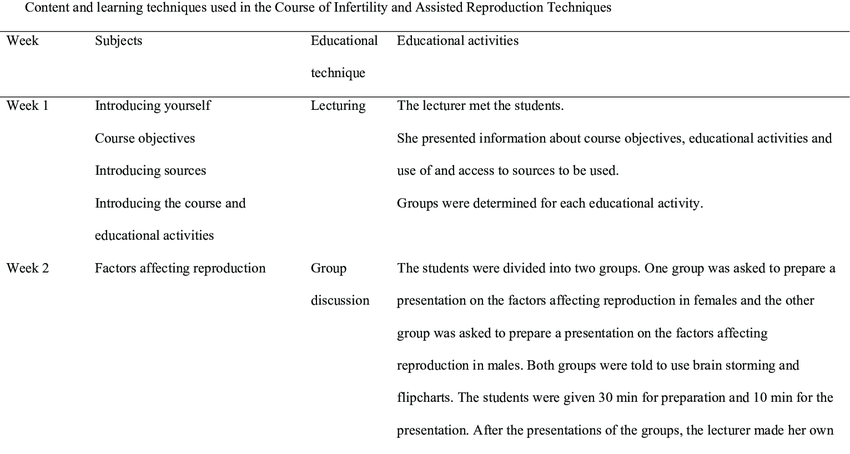 Content and learning techniques used in the Course of Infertility and Assisted Reproduction Techniques
Week Subjects Educational technique Educational activities
Week 1 Introducing yourself Lecturing The lecturer met the students.
Course objectives She presented information about course objectives, educational activities and
Introducing sources use of and access to sources to be used.
Introducing the course and Groups were determined for each educational activity.
educational activities
Week 2 Factors affecting reproduction Group The students were divided into two groups. One group was asked to prepare a
discussion presentation on the factors affecting reproduction in females and the other
group was asked to prepare a presentation on the factors affecting
reproduction in males. Both groups were told to use brain storming and
flipcharts. The students were given 30 min for preparation and 10 min for the
presentation. After the presentations of the groups, the lecturer made her own